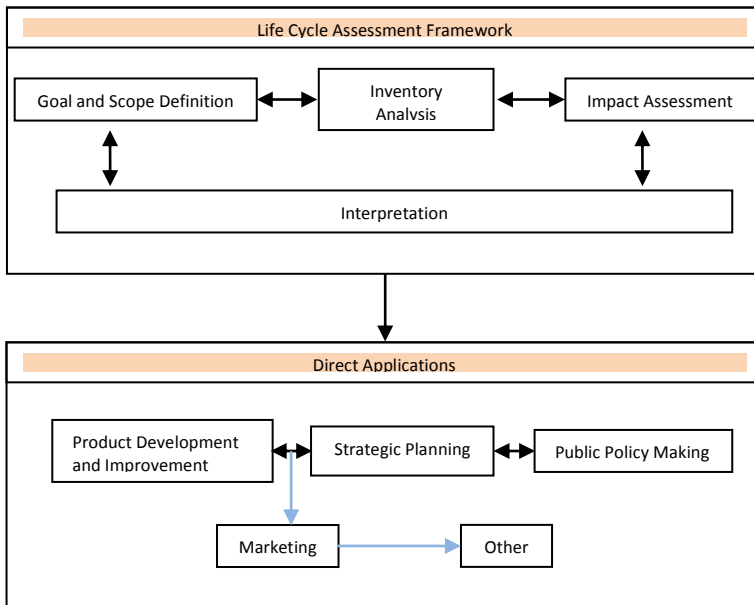 Life Cycle Assessment Framework
Goal and Scope Definition
Inventory
Analysis
Impact Assessment
Interpretation
Direct Applications
Product Development
and Improvement
Strategic Planning
Public Policy Making
Marketing
Other